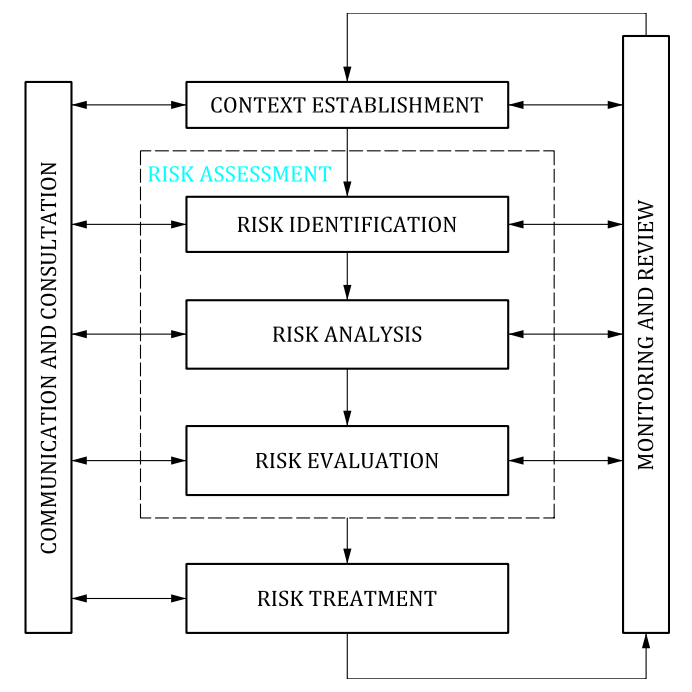 CONTEXT ESTABLISHMENT
RISK ASSESSMENT
RISK IDENTIFICATION
RISK ANALYSIS
RISK EVALUATION
RISK TREATMENT
COMMUNICATION AND CONSULTATION
MONITORING AND REVIEW